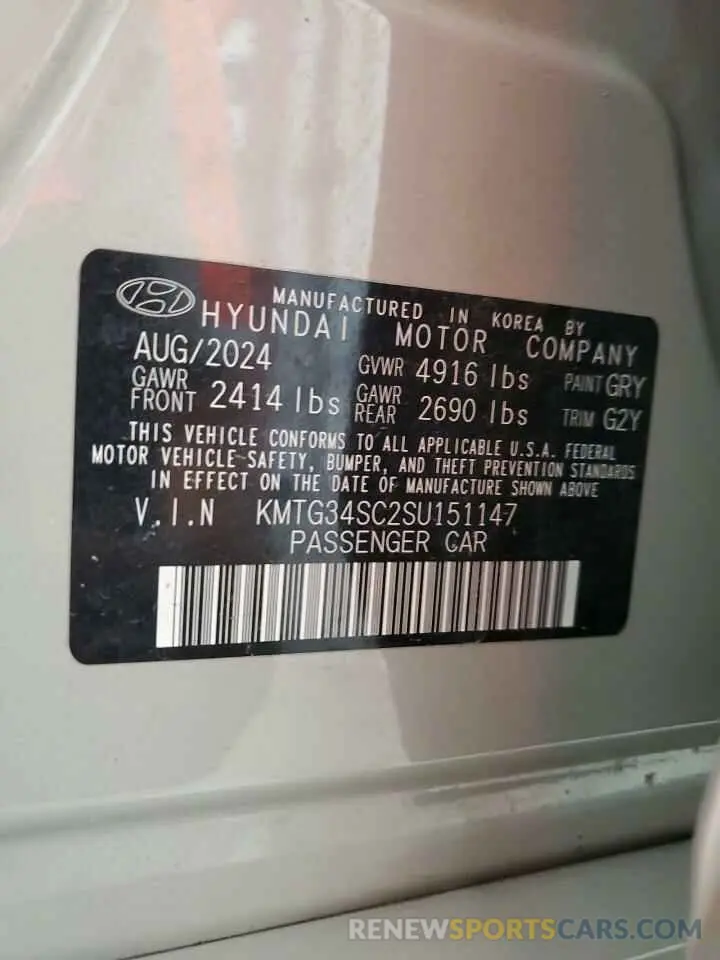 MANUFACTURED IN KOREA BY
HYUNDAI MOTOR COMPANY
AUG/2024 GVWR 4916 lbs PAINT GRY
GAWR FRONT 2414 lbs GAWR REAR 2690 lbs TRIM G2Y
THIS VEHICLE CONFORMS TO ALL APPLICABLE U.S.A. FEDERAL
MOTOR VEHICLE SAFETY, BUMPER, AND THEFT PREVENTION STANDARDS
IN EFFECT ON THE DATE OF MANUFACTURE SHOWN ABOVE
V.I.N KMTG34SC2SU151147
PASSENGER CAR
RENEWSPORTSCARS.COM